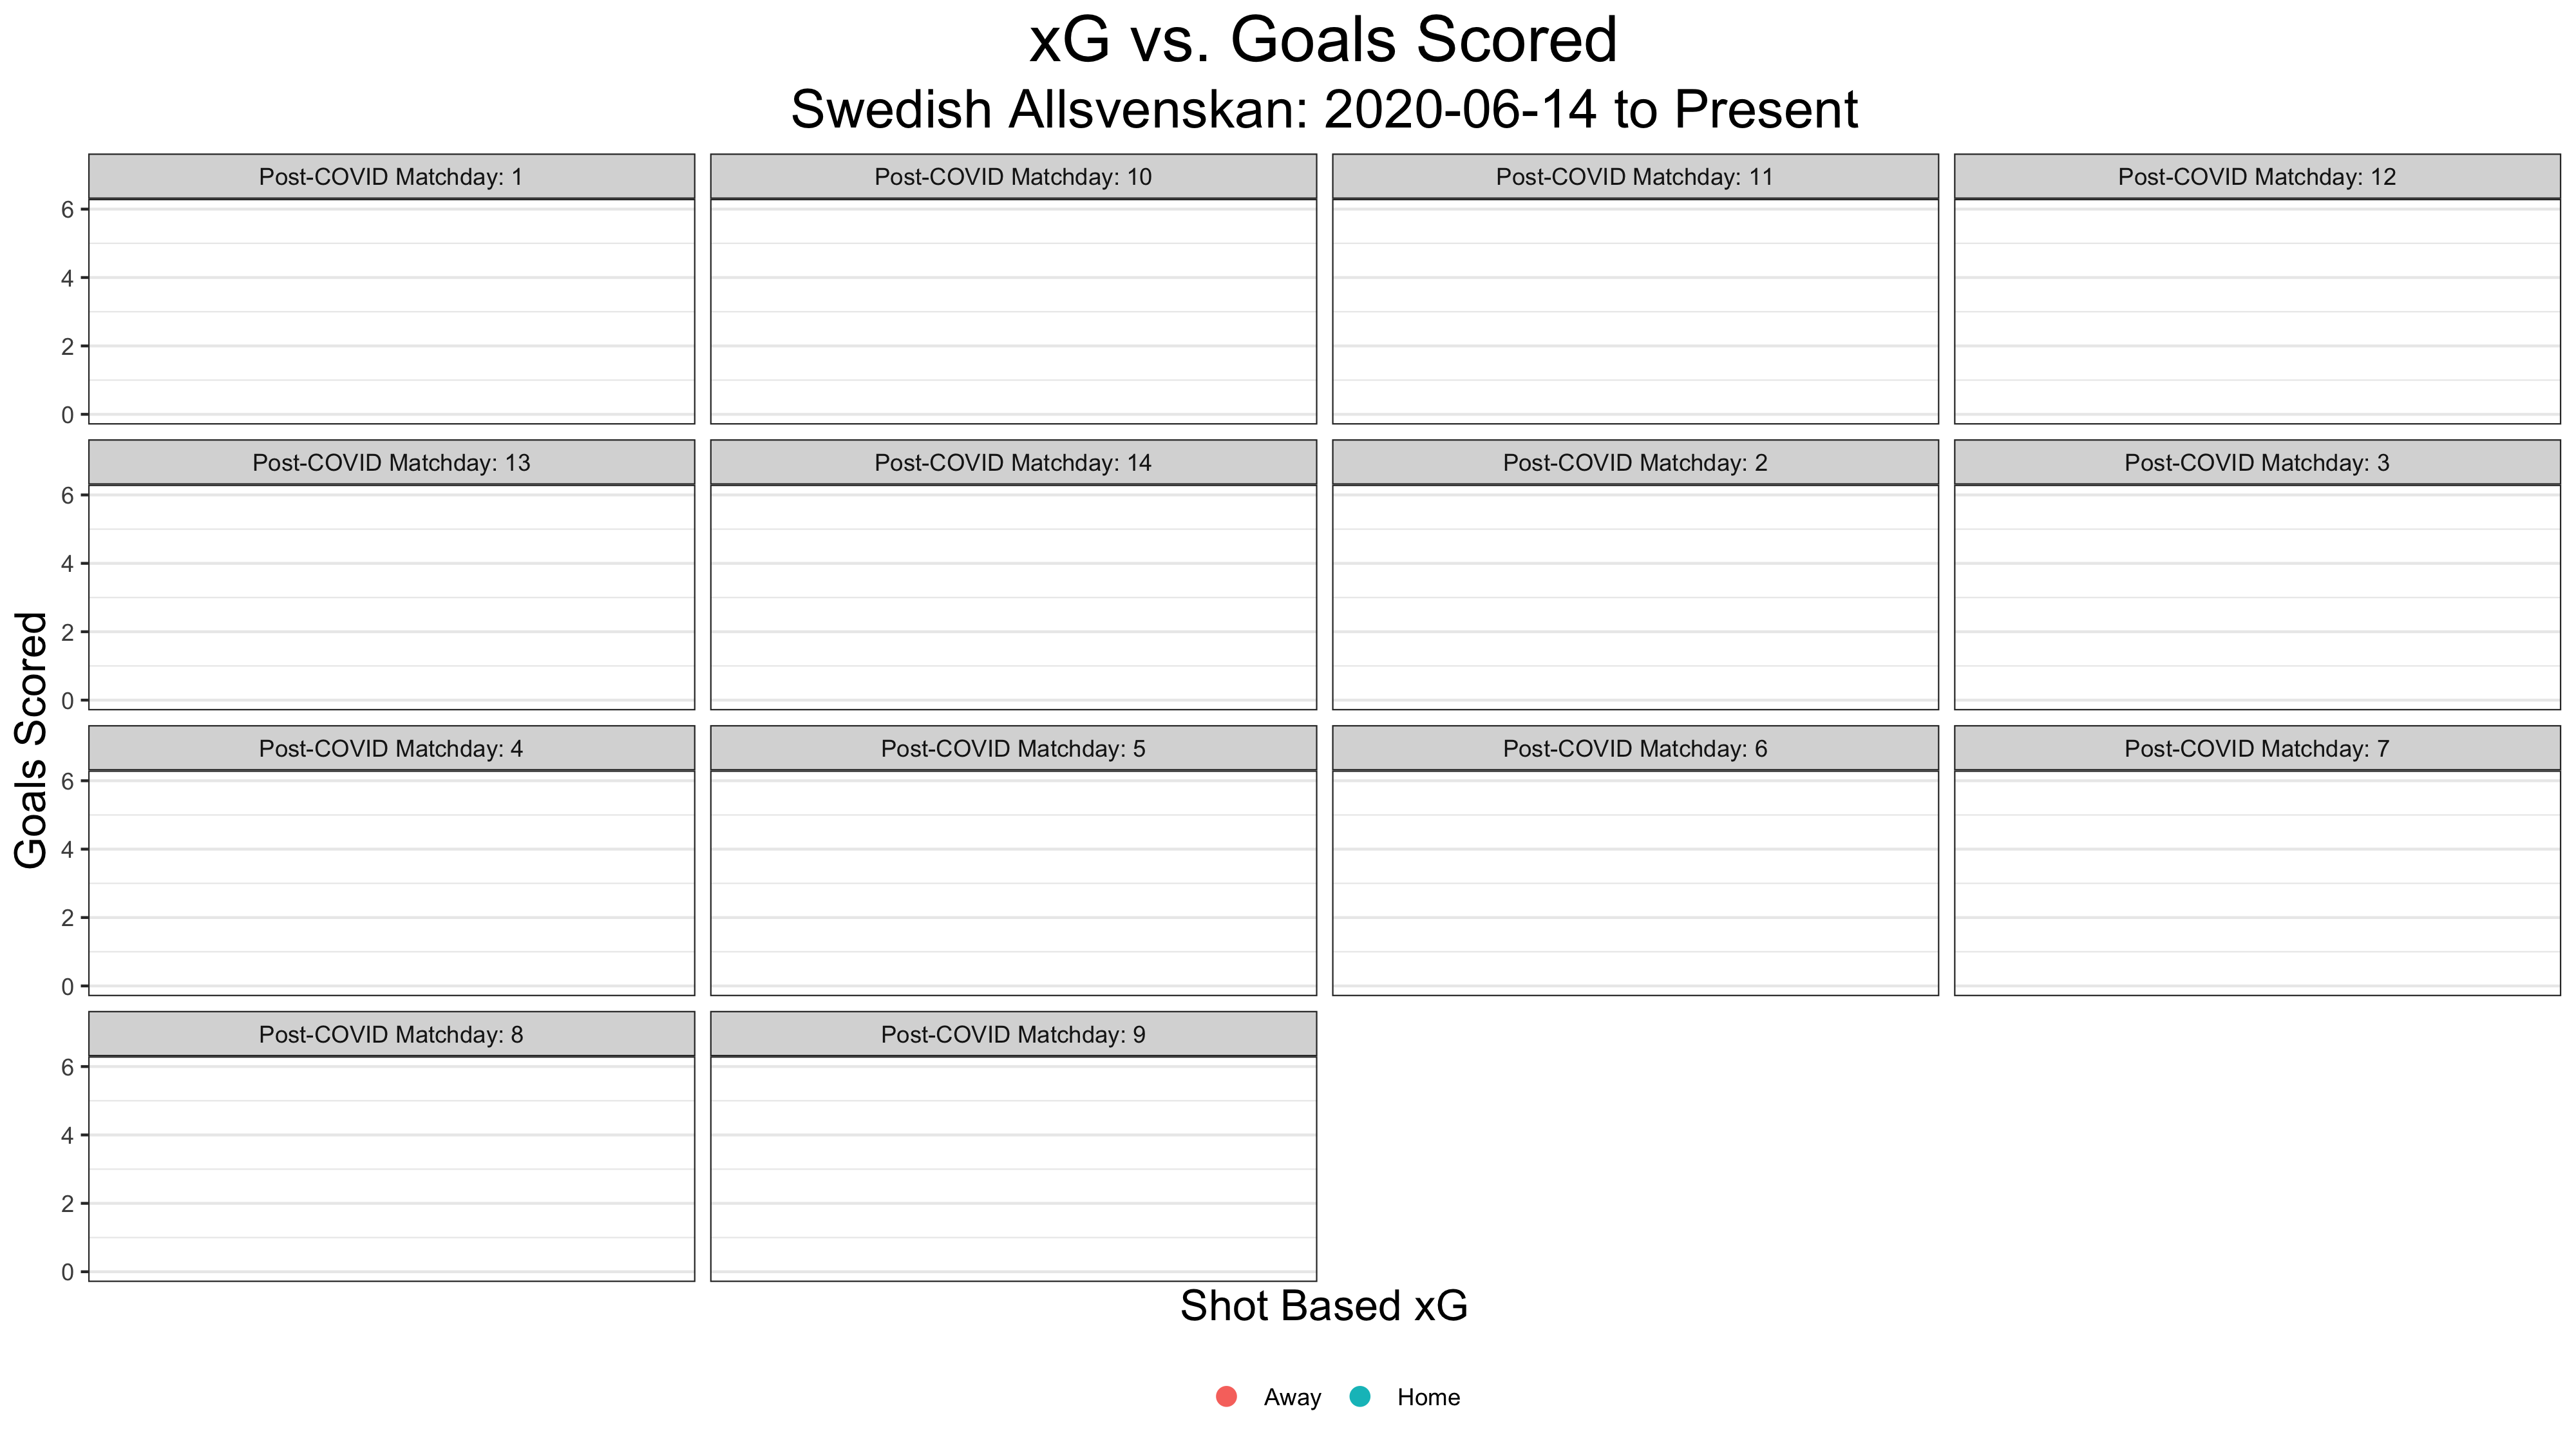 xG vs. Goals Scored
Swedish Allsvenskan: 2020-06-14 to Present
Post-COVID Matchday: 1
Post-COVID Matchday: 10
Post-COVID Matchday: 11
Post-COVID Matchday: 12
6
4
2
0
Post-COVID Matchday: 13
Post-COVID Matchday: 14
Post-COVID Matchday: 2
Post-COVID Matchday: 3
6
4
2
0
Goals Scored
Post-COVID Matchday: 4
Post-COVID Matchday: 5
Post-COVID Matchday: 6
Post-COVID Matchday: 7
6
4
2
0
Post-COVID Matchday: 8
Post-COVID Matchday: 9
6
4
2
0
Shot Based xG
Away
Home